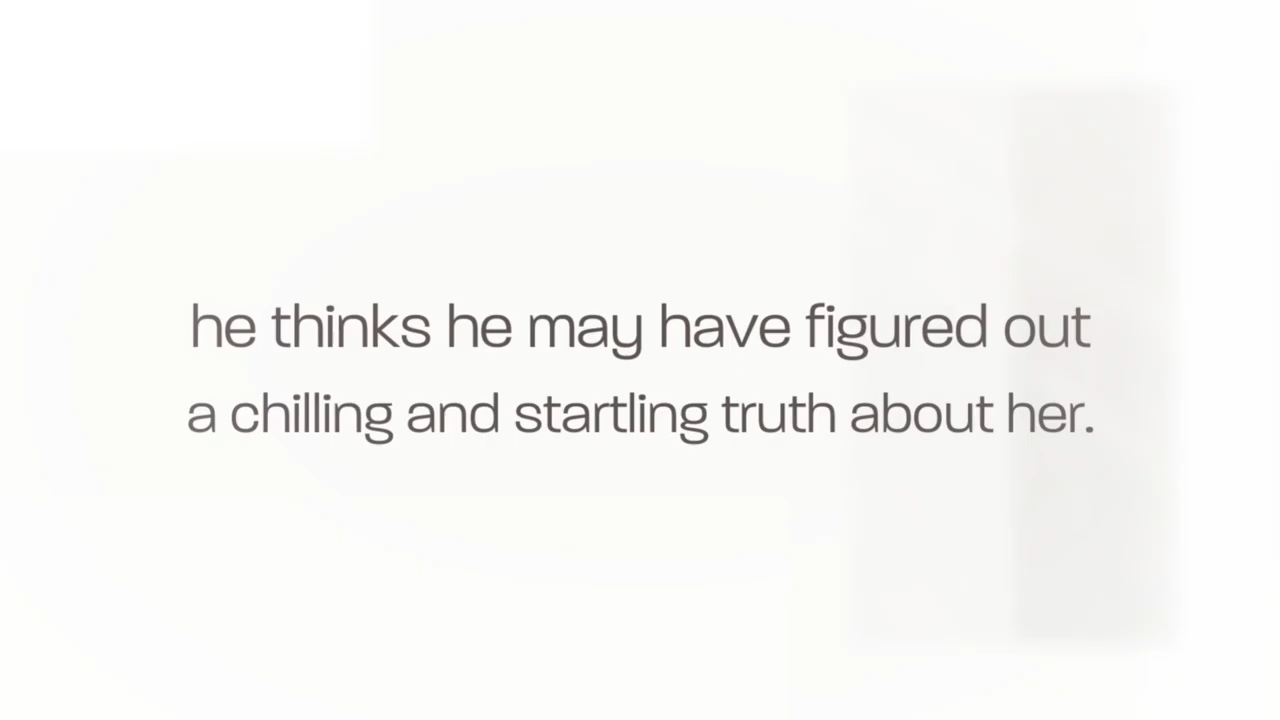 he thinks he may have figured out
a chilling and startling truth about her.